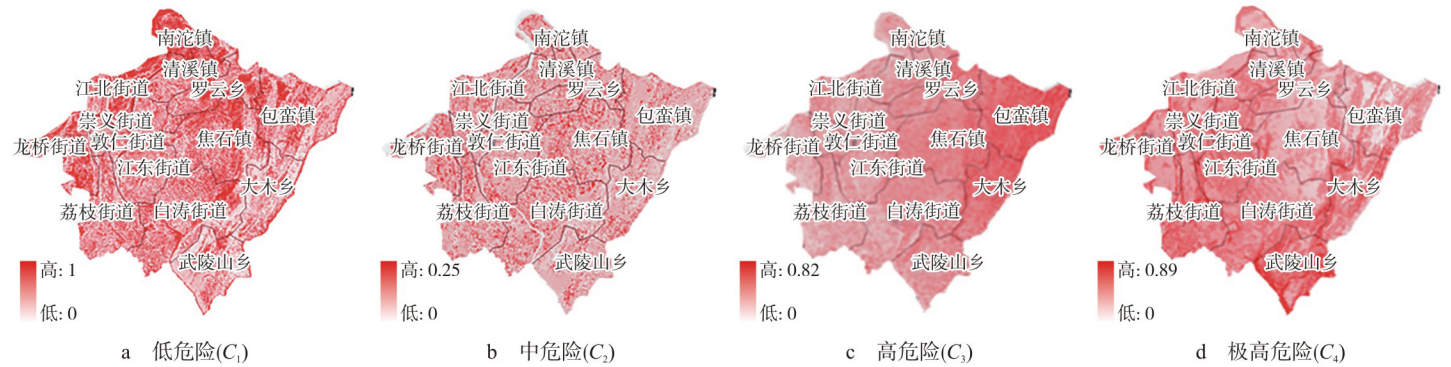 南沱镇
清溪镇
江北街道
罗云乡
包蛮镇
崇义街道
龙桥街道
敦仁街道
焦石镇
江东街道
大木乡
荔枝街道
白涛街道
武陵山乡
高: 1
低: 0
a 低危险(C₁)
南沱镇
清溪镇
江北街道
罗云乡
包蛮镇
崇义街道
龙桥街道
敦仁街道
焦石镇
江东街道
大木乡
荔枝街道
白涛街道
武陵山乡
高: 0.25
低: 0
b 中危险(C₂)
南沱镇
清溪镇
江北街道
罗云乡
包蛮镇
崇义街道
龙桥街道
敦仁街道
焦石镇
江东街道
大木乡
荔枝街道
白涛街道
武陵山乡
高: 0.82
低: 0
c 高危险(C₃)
南沱镇
清溪镇
江北街道
罗云乡
包蛮镇
崇义街道
龙桥街道
敦仁街道
焦石镇
江东街道
大木乡
荔枝街道
白涛街道
武陵山乡
高: 0.89
低: 0
d 极高危险(C₄)